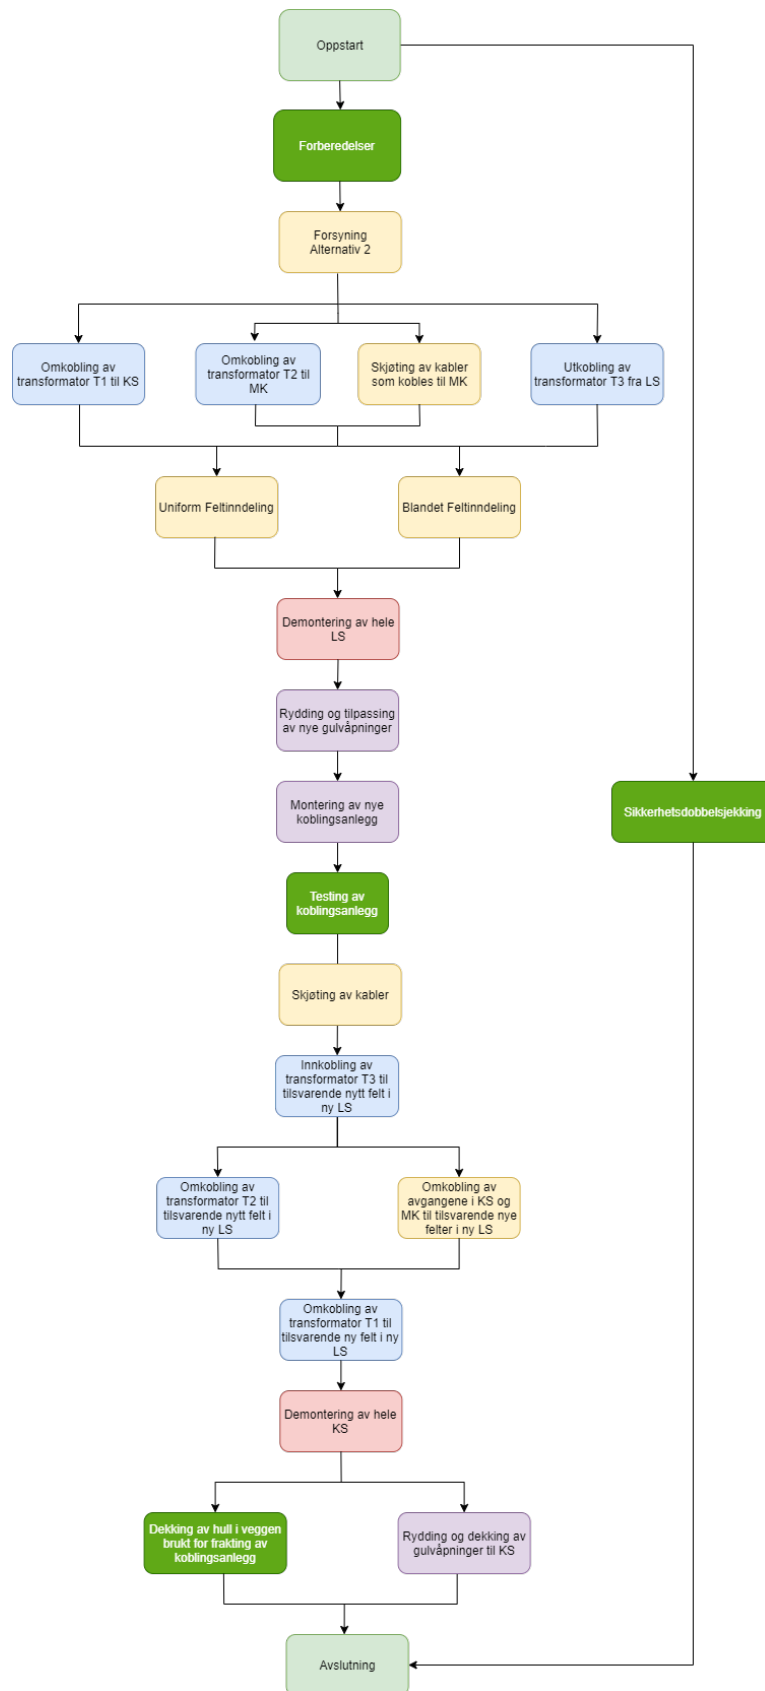 Oppstart
Forberedelser
Forsyning
Alternativ 2
Omkobling av
transformator T1 til KS
Omkobling av
transformator T2 til
MK
Skjøting av kabler
som kobles til MK
Utkobling av
transformator T3 fra LS
Uniform Feltinndeling
Blandet Feltinndeling
Demontering av hele
LS
Rydding og tilpassing
av nye gulvåpninger
Montering av nye
koblingsanlegg
Sikkerhetsdobbelsjekking
Testing av
koblingsanlegg
Skjøting av kabler
Innkobling av
transformator T3 til
tilsvarende nytt felt i
ny LS
Omkobling av
transformator T2 til
tilsvarende nytt felt i
ny LS
Omkobling av
avgangene i KS og
MK til tilsvarende nye
felter i ny LS
Omkobling av
transformator T1 til
tilsvarende ny felt i ny
LS
Demontering av hele
KS
Dekking av hull i veggen
brukt for frakting av
koblingsanlegg
Rydding og dekking av
gulvåpninger til KS
Avslutning